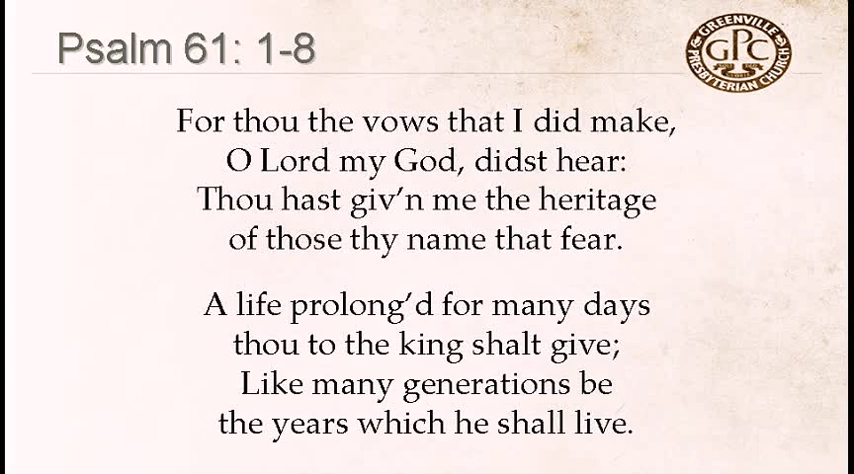 Psalm 61: 1-8
GREENVILLE
GPC
PRESBYTERIAN CHURCH
For thou the vows that I did make,
O Lord my God, didst hear:
Thou hast giv’n me the heritage
of those thy name that fear.
A life prolong’d for many days
thou to the king shalt give;
Like many generations be
the years which he shall live.